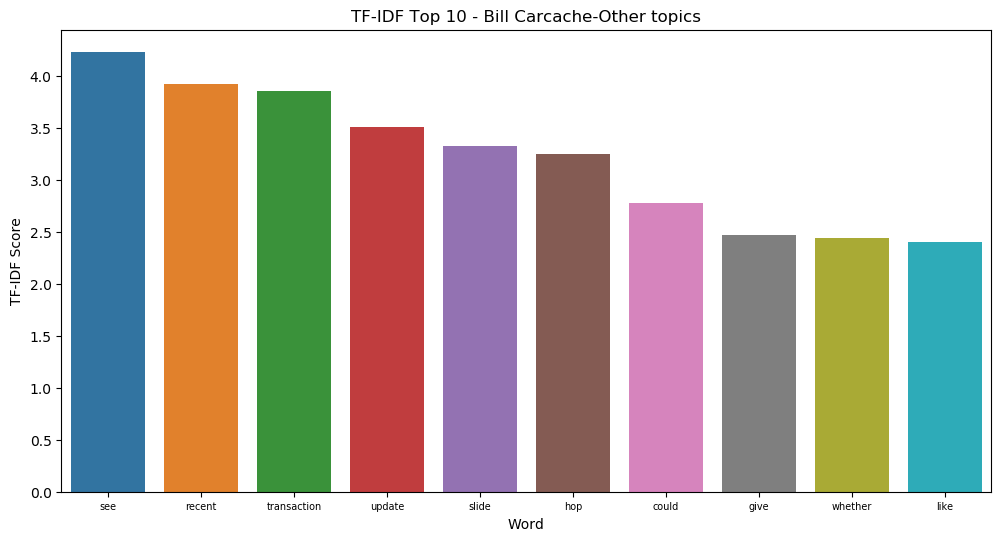 TF-IDF Top 10 - Bill Carcache-Other topics
TF-IDF Score
4.0
3.5
3.0
2.5
2.0
1.5
1.0
0.5
0.0
see recent transaction update slide hop could give whether like
Word